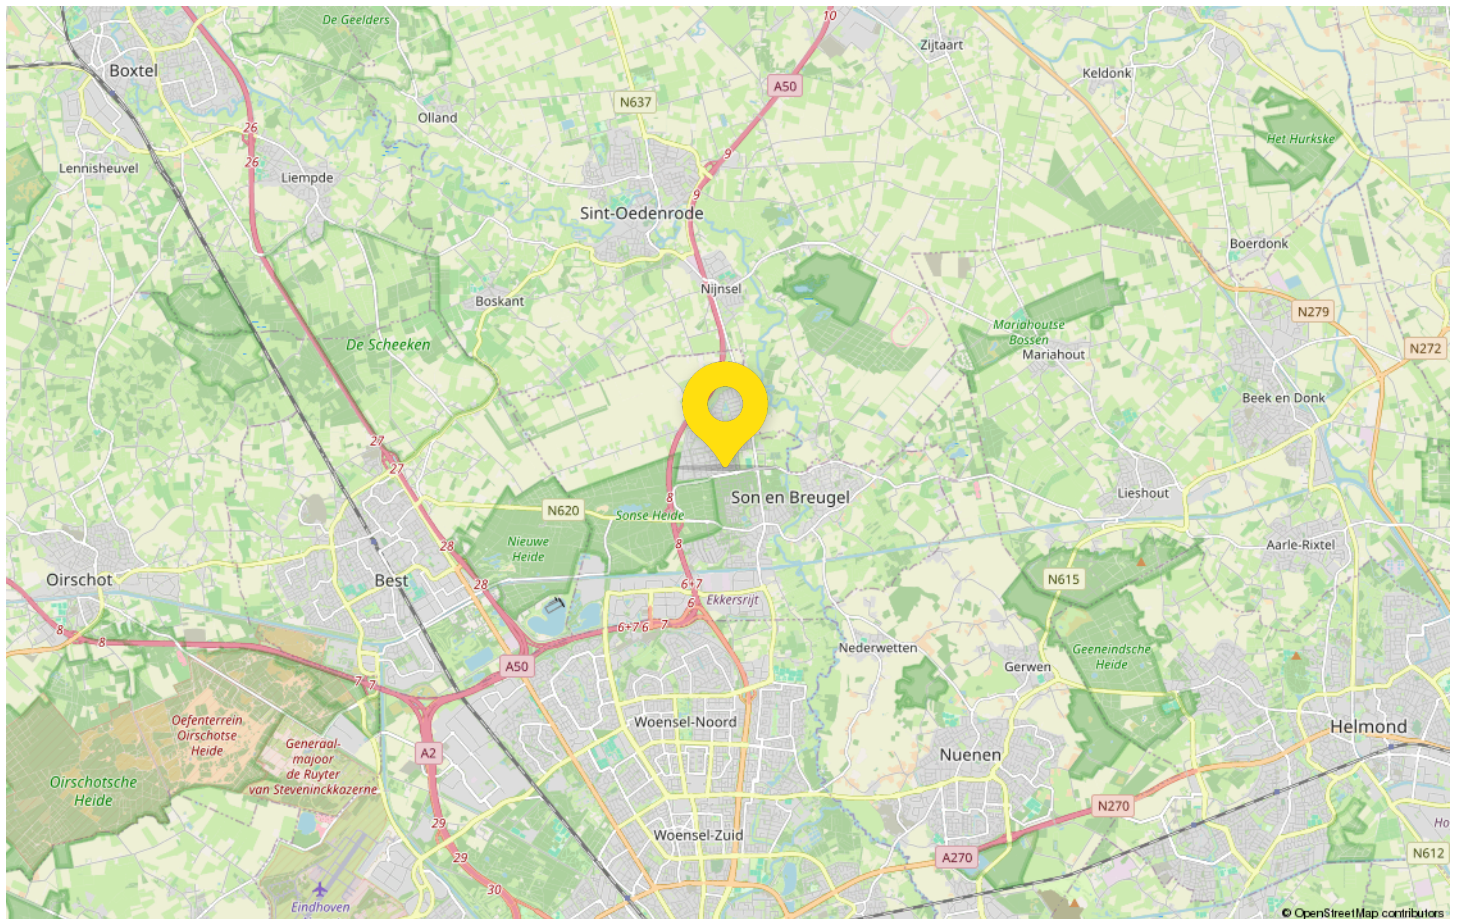 De Geelders
10
Zijtaart
Boxtel
Keldonk
A50
N637
Olland
26
Het Hurkske
9
26
Lennisheuvel
Liempde
9
Sint-Oedenrode
Boerdonk
Nijnsel
Boskant
N279
Mariahoutse
Bossen
De Scheeken
N272
Mariahout
Beek en Donk
27
27
8
Son en Breugel
Lieshout
N620
Sonse Heide
Nieuwe
Heide
28
8
Aarle-Rixtel
Oirschot
Best
28
6+7
N615
6
Ekkersrijt
8
6+7
6
7
8
Nederwetten
Geeneindsche
Heide
Gerwen
A50
7
7
Oefenterrein
Oirschotse
Heide
Woensel-Noord
Helmond
Generaal-
majoor
de Ruyter
van Steveninckkazerne
A2
Nuenen
Oirschotsche
Heide
N270
29
Ho
Woensel-Zuid
29
A270
N612
30
Eindhoven
© OpenStreetMap contributors